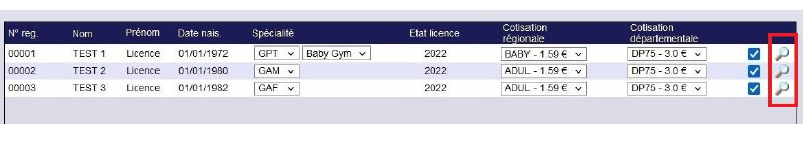 N° reg. Nom Prénom Date nais. Spécialité Etat licence Cotisation régionale Cotisation départementale
00001 TEST 1 Licence 01/01/1972 GPT Baby Gym 2022 BABY - 1.59 € DP75 - 3.0 €
00002 TEST 2 Licence 01/01/1980 GAM 2022 ADUL - 1.59 € DP75 - 3.0 €
00003 TEST 3 Licence 01/01/1982 GAF 2022 ADUL - 1.59 € DP75 - 3.0 €